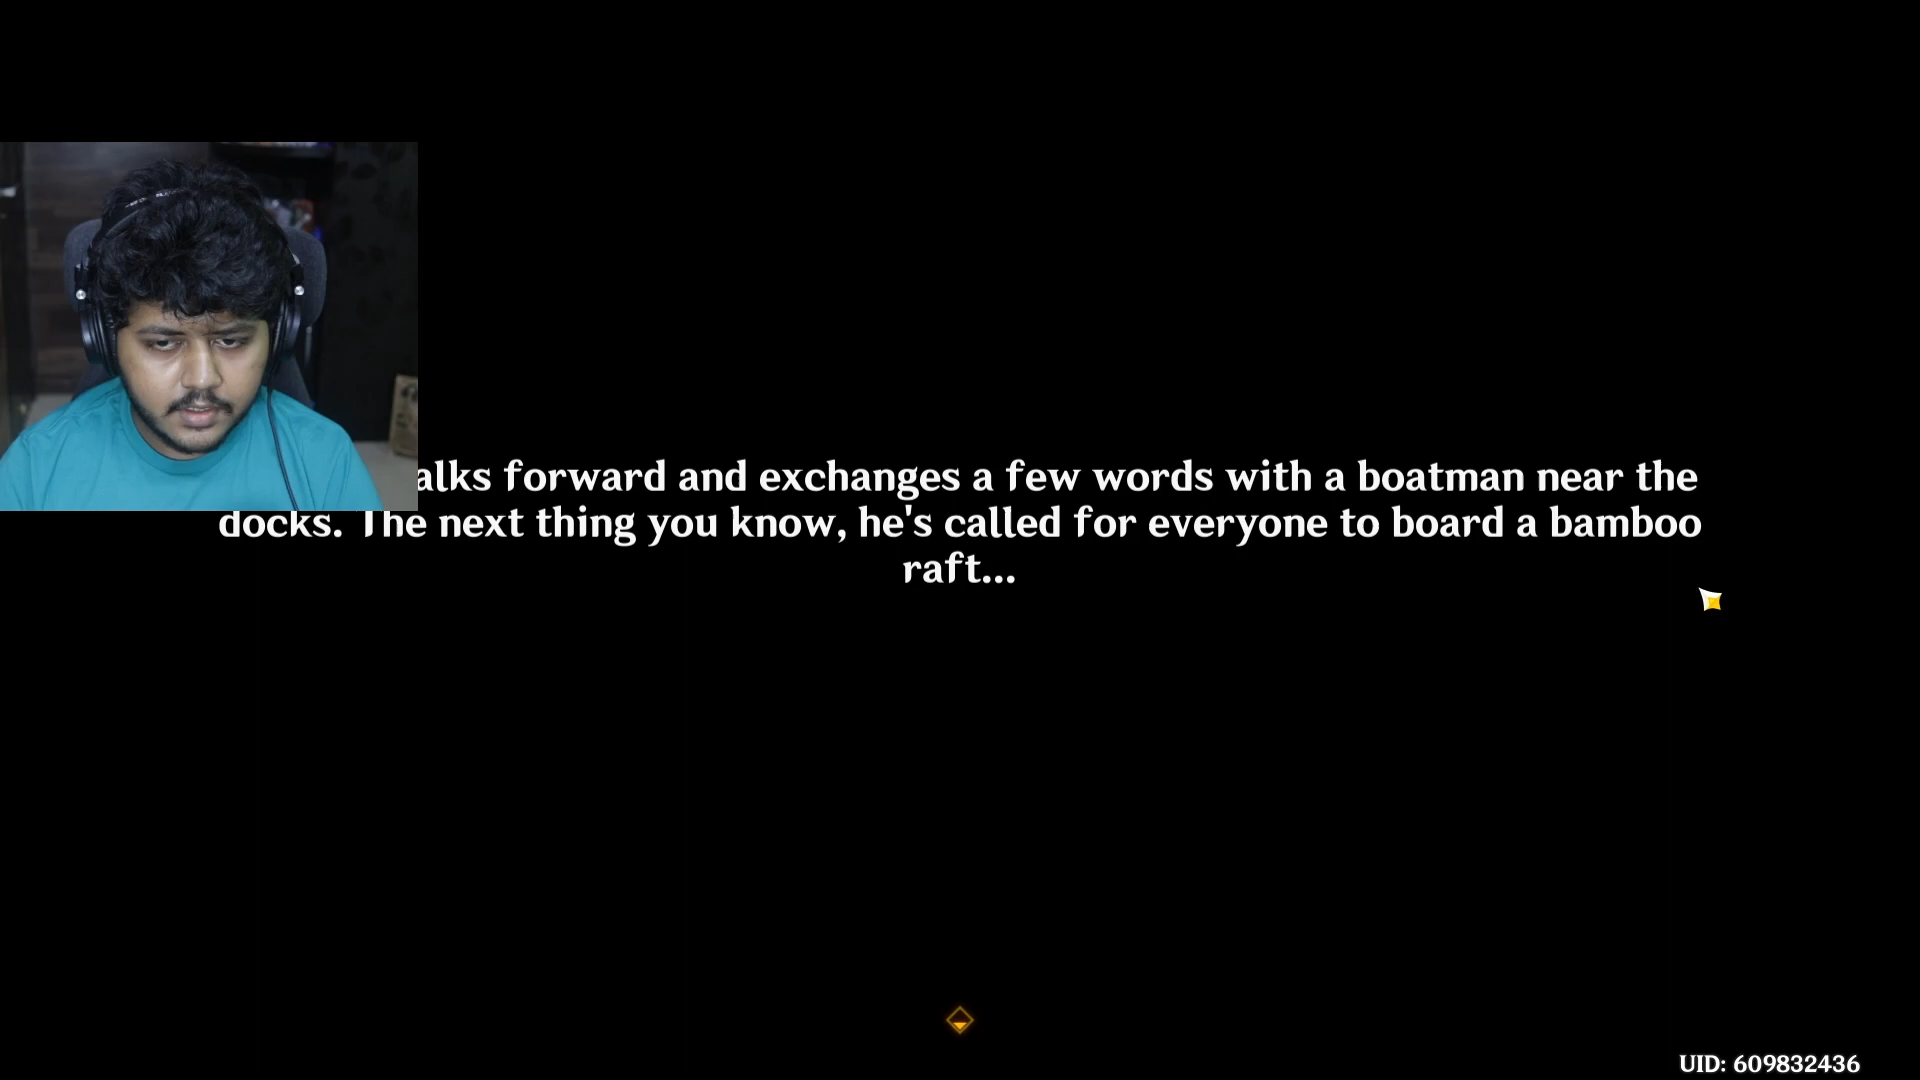 forward and exchanges a few words with a boatman near the
docks. The next thing you know, he's called for everyone to board a bamboo
raft...
UID: 609832436